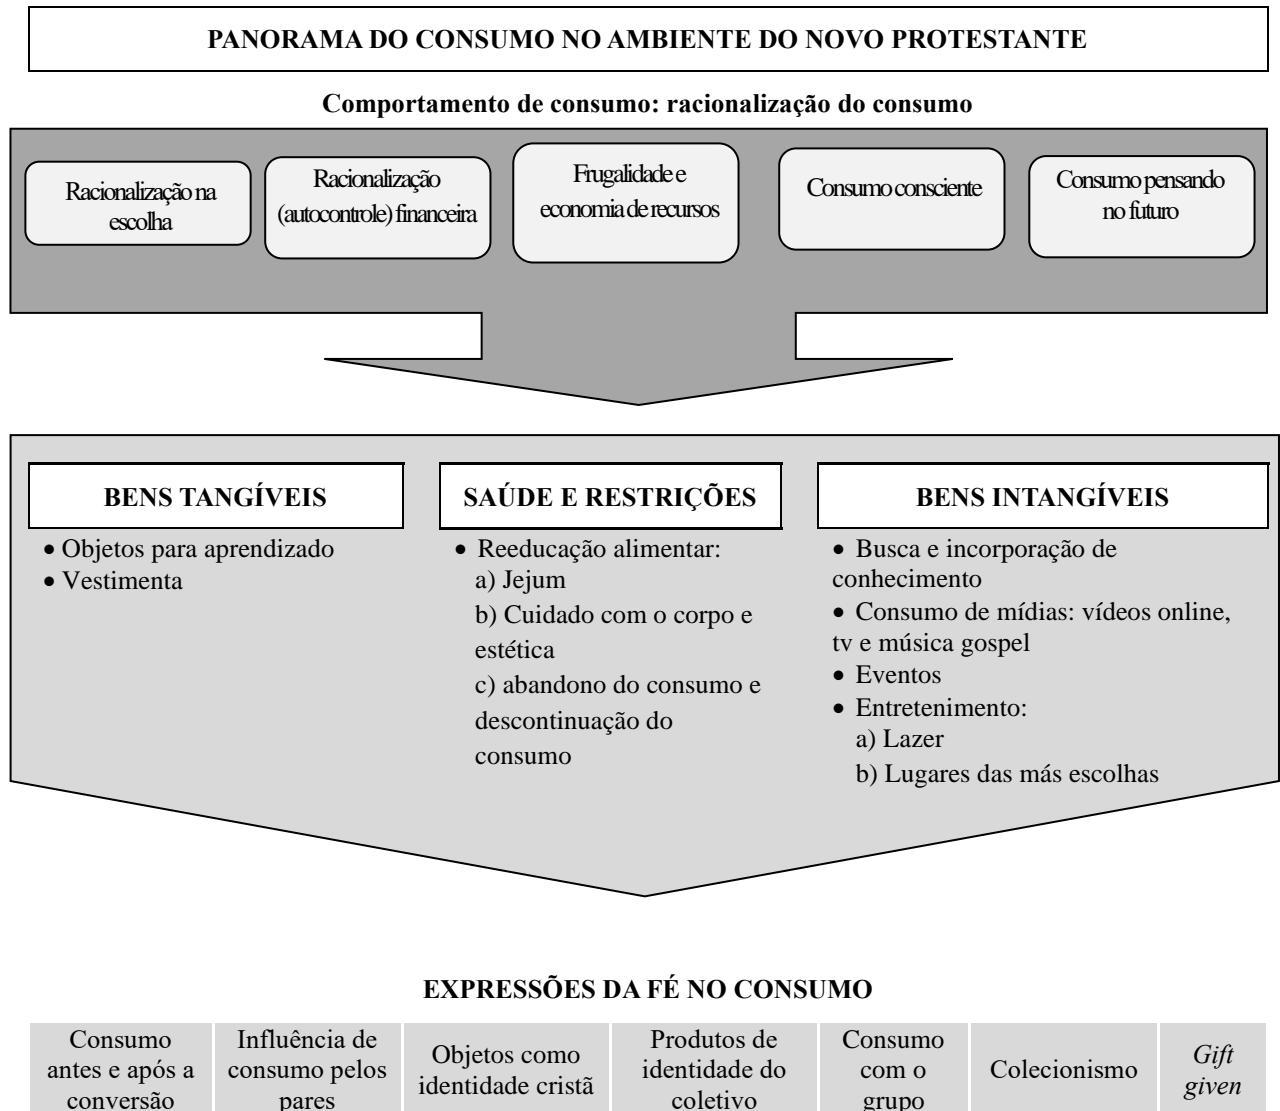 PANORAMA DO CONSUMO NO AMBIENTE DO NOVO PROTESTANTE
Comportamento de consumo: racionalização do consumo
Racionalização na
escolha
Racionalização
(autocontrole) financeira
Frugalidade e
economia de recursos
Consumo consciente
Consumo pensando
no futuro
BENS TANGÍVEIS
• Objetos para aprendizado
• Vestimenta
SAÚDE E RESTRIÇÕES
• Reeducação alimentar:
a) Jejum
b) Cuidado com o corpo e
estética
c) abandono do consumo e
descontinuação do
consumo
BENS INTANGÍVEIS
• Busca e incorporação de
conhecimento
• Consumo de mídias: vídeos online,
tv e música gospel
• Eventos
• Entretenimento:
a) Lazer
b) Lugares das más escolhas
EXPRESSÕES DA FÉ NO CONSUMO
Consumo
antes e após a
conversão
Influência de
consumo pelos
pares
Objetos como
identidade cristã
Produtos de
identidade do
coletivo
Consumo
com o
grupo
Colecionismo
Gift
given